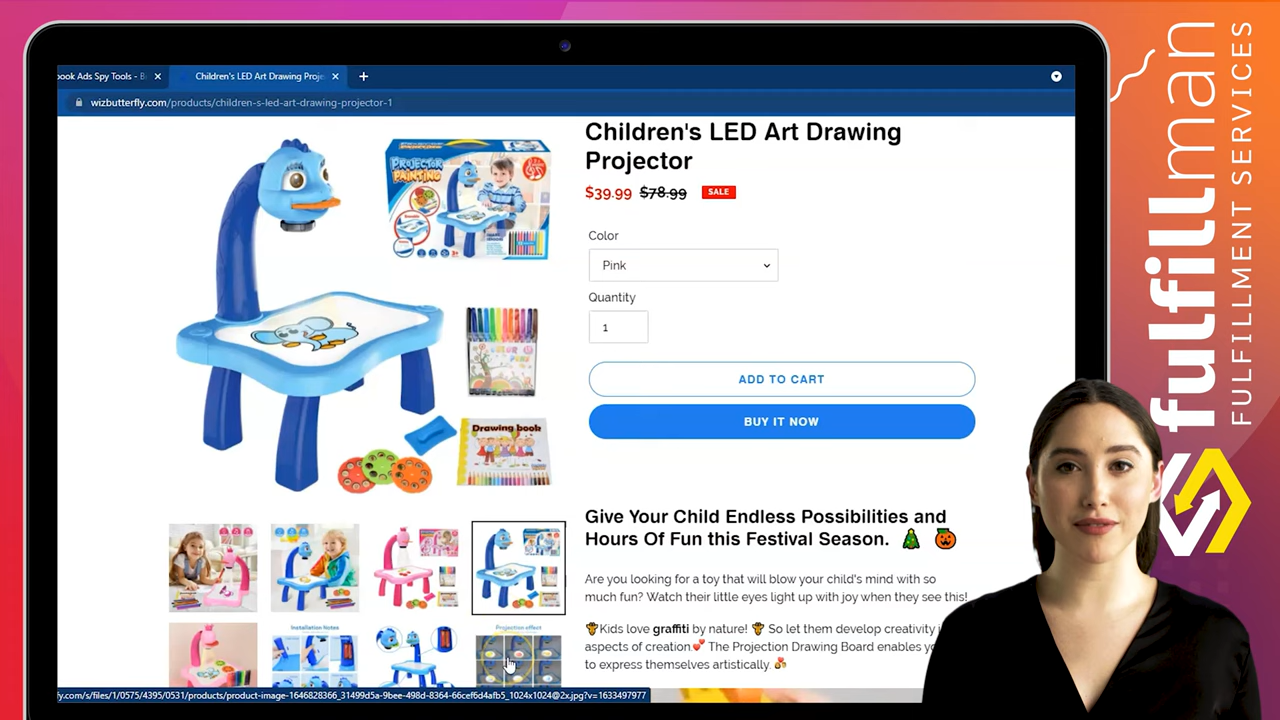 book Ads Spy Tools - B
Children's LED Art Drawing Proje
wizbutterfly.com/products/children-s-led-art-drawing-projector-1
PROJECTOR
PAINTING
Drawing book
Children's LED Art Drawing
Projector
$39.99 $78.99 SALE
Color
Pink
Quantity
1
ADD TO CART
BUY IT NOW
Give Your Child Endless Possibilities and
Hours Of Fun this Festival Season. 🎄 🎃
Are you looking for a toy that will blow your child's mind with so
much fun? Watch their little eyes light up with joy when they see this!
Kids love graffiti by nature! So let them develop creativity i
aspects of creation. The Projection Drawing Board enables yo
to express themselves artistically.
Installation Notes
Projection effect
fy.com/s/files/1/0575/4395/0531/products/product-image-1646828366_31499d5a-9bee-498d-8364-66cef6d4afb5_1024x1024@2x.jpg?v=1633497977
fulfillman
FULFILLMENT SERVICES